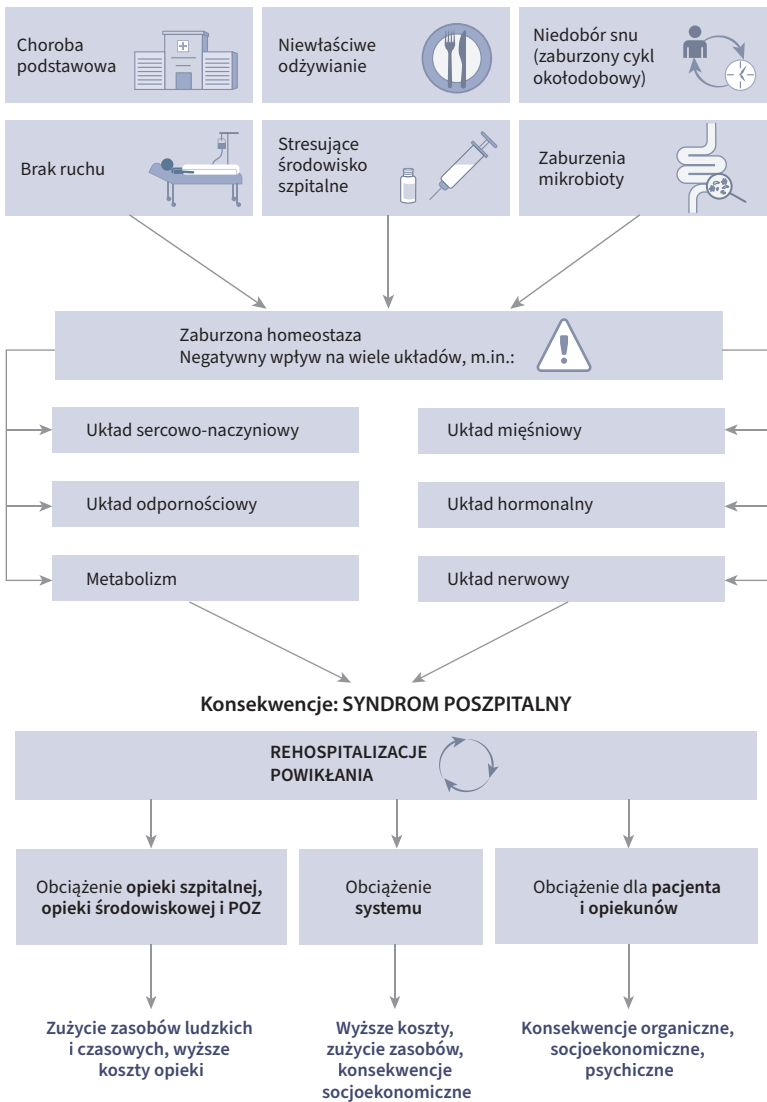 Choroba
podstawowa
Niewłaściwe
odżywianie
Niedobór snu
(zaburzony cykl
okołodobowy)
Brak ruchu
Stresujące
środowisko
szpitalne
Zaburzenia
mikrobioty
Zaburzona homeostaza
Negatywny wpływ na wiele układów, m.in.:
Układ sercowo-naczyniowy
Układ mięśniowy
Układ odpornościowy
Układ hormonalny
Metabolizm
Układ nerwowy
Konsekwencje: SYNDROM POSZPITALNY
REHOSPITALIZACJE
POWIKŁANIA
Obciążenie opieki szpitalnej,
opieki środowiskowej i POZ
Obciążenie
systemu
Obciążenie dla pacjenta
i opiekunów
Zużycie zasobów ludzkich
i czasowych, wyższe
koszty opieki
Wyższe koszty,
zużycie zasobów,
konsekwencje
socjoekonomiczne
Konsekwencje organiczne,
socjoekonomiczne,
psychiczne